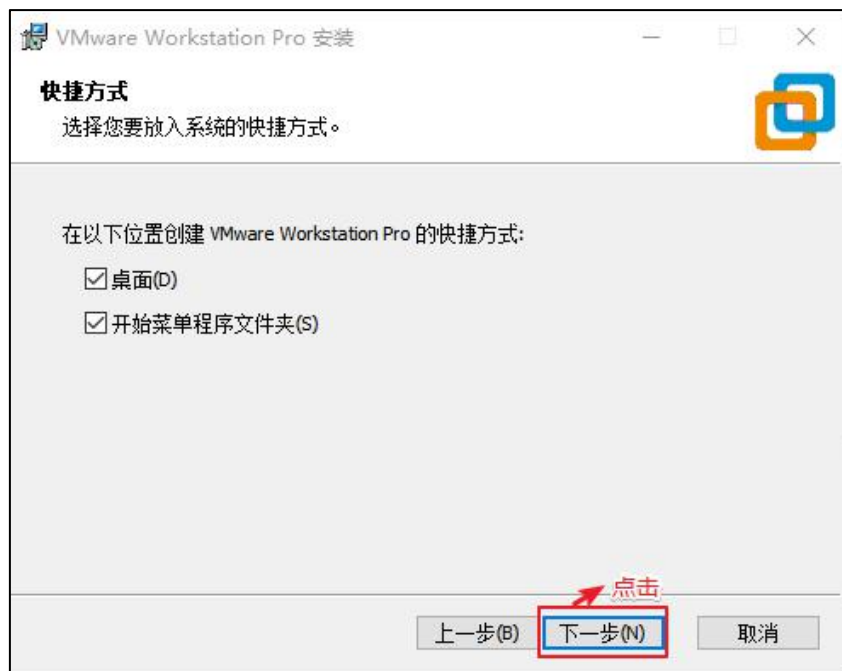 VMware Workstation Pro 安装
快捷方式
选择您要放入系统的快捷方式。
在以下位置创建 VMware Workstation Pro 的快捷方式:
桌面(D)
开始菜单程序文件夹(S)
点击
上一步(B) 下一步(N) 取消